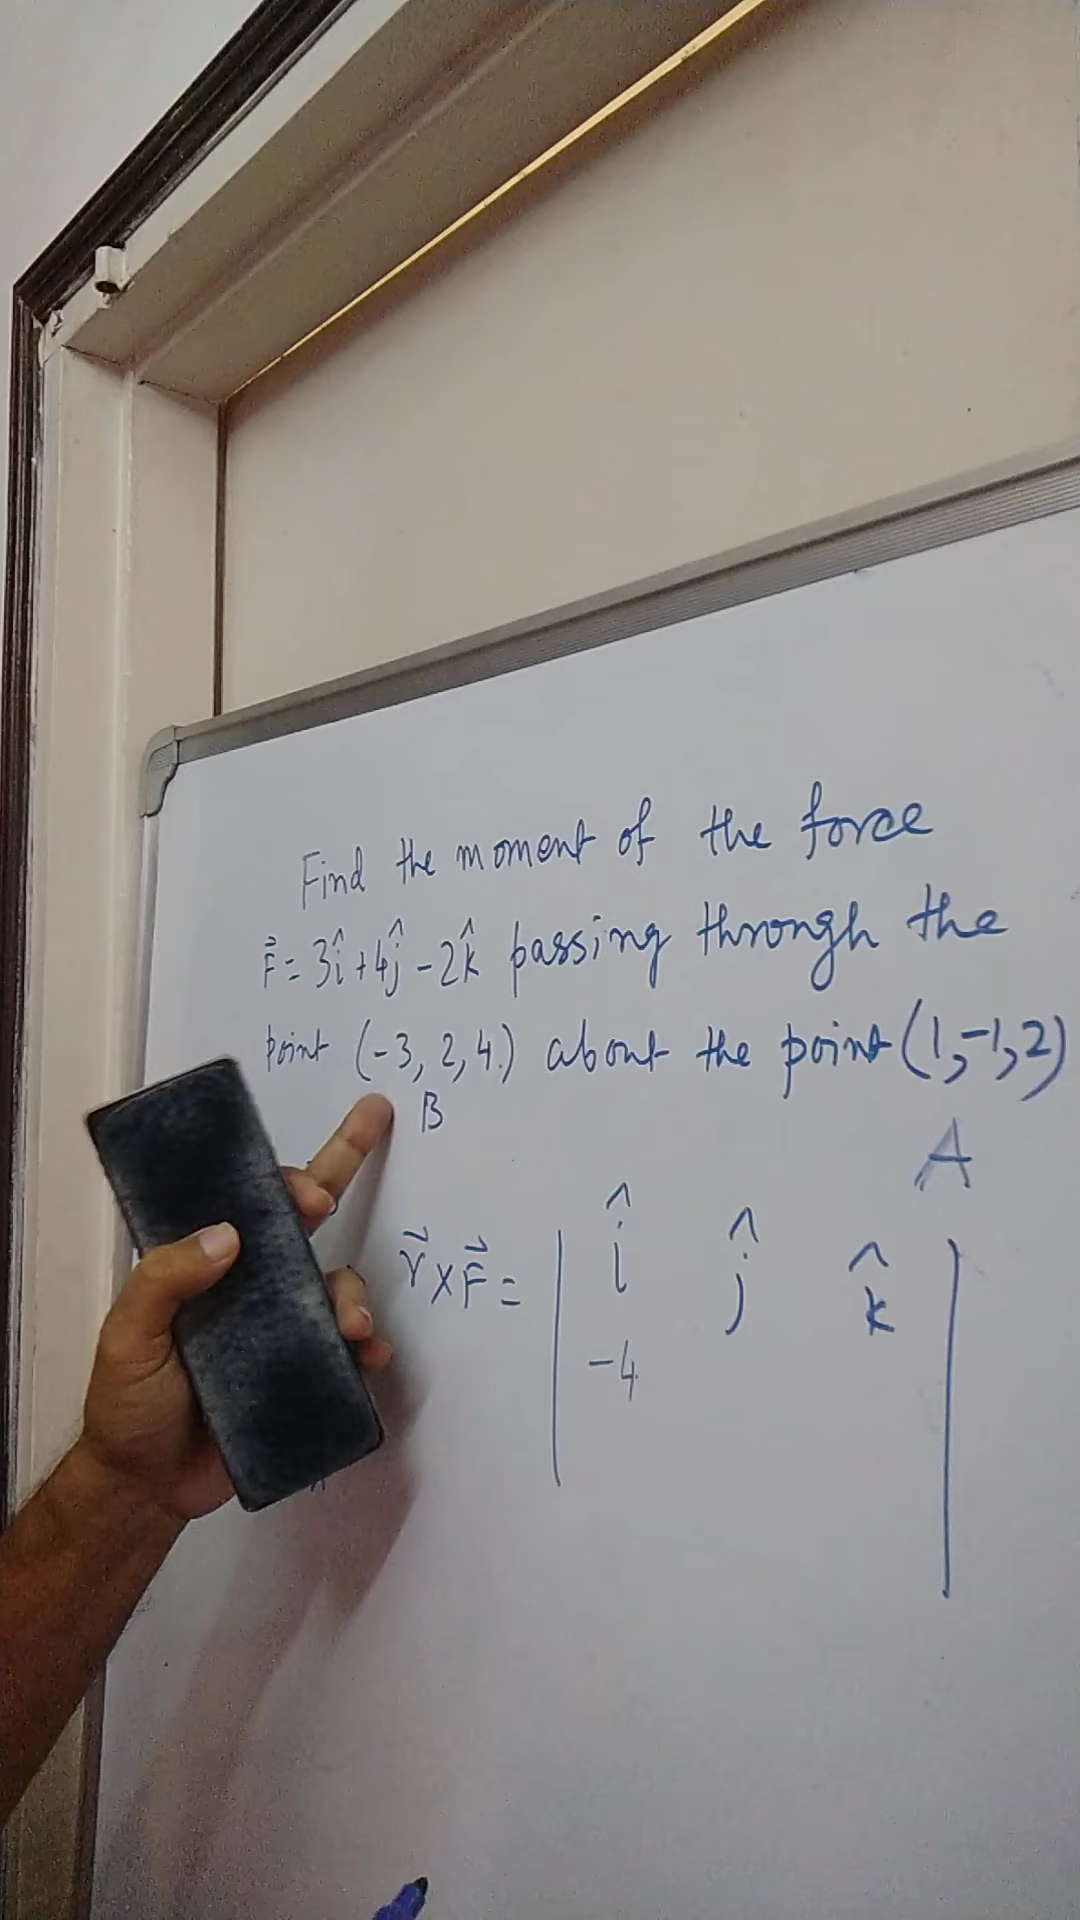 Find the moment of the force
F⃗ = 3î + 4ĵ - 2k̂ passing through the
point (-3, 2, 4) about the point (1, -1, 2)
B
A
r⃗ × F⃗ = | î ĵ k̂ |
-4